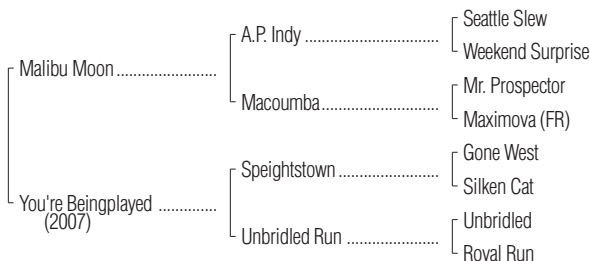 Seattle Slew
A.P. Indy ..................................
Weekend Surprise
Malibu Moon .........................
Mr. Prospector
Macoumba..................................
Maximova (FR)
Gone West
Speightstown .........................
Silken Cat
You're Beingplayed ..............
(2007)
Unbridled
Unbridled Run .......................
Royal Run